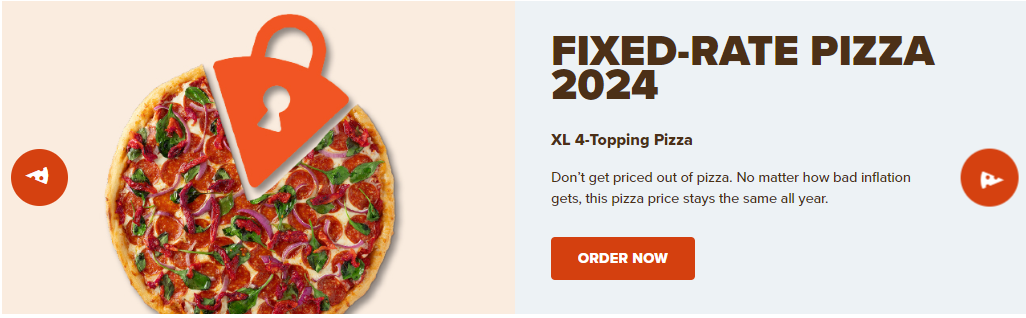 FIXED-RATE PIZZA
2024
XL 4-Topping Pizza
Don’t get priced out of pizza. No matter how bad inflation
gets, this pizza price stays the same all year.
ORDER NOW